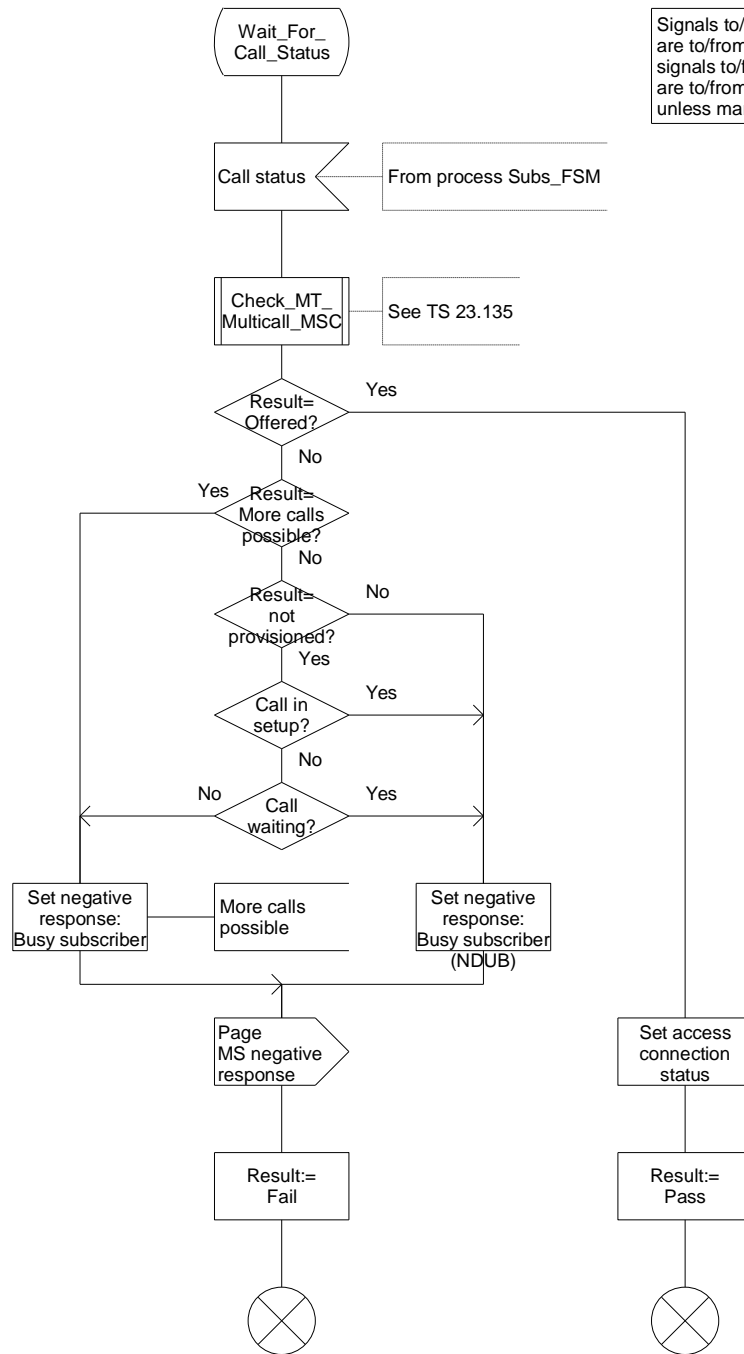 Wait_For_
Call_Status
Signals to/
are to/from
signals to/f
are to/from
unless mar
Call status
From process Subs_FSM
Check_MT_
Multicall_MSC
See TS 23.135
Result=
Offered?
Yes
No
Yes
Result=
More calls
possible?
No
Result=
not
provisioned?
No
Yes
Call in
setup?
Yes
No
No
Call
waiting?
Yes
Set negative
response:
Busy subscriber
More calls
possible
Set negative
response:
Busy subscriber
(NDUB)
Page
MS negative
response
Set access
connection
status
Result:=
Fail
Result:=
Pass